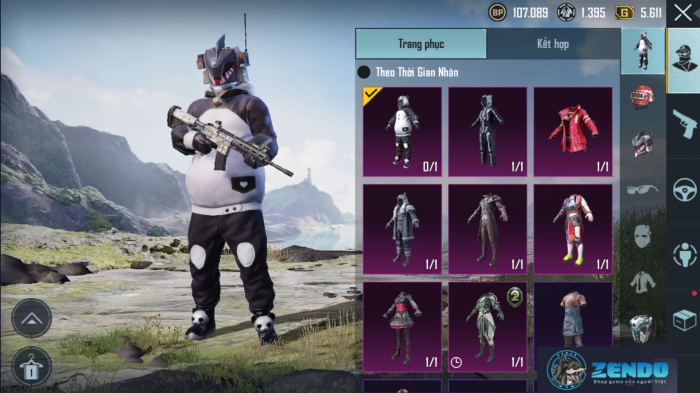 BP 107.089 1.395 G 5.611
Trang phục Kết hợp
Theo Thời Gian Nhận
0/1 1/1 1/1
1/1 1/1 1/1
2
1/1 1/1
ZENDO
Shop game của người Việt